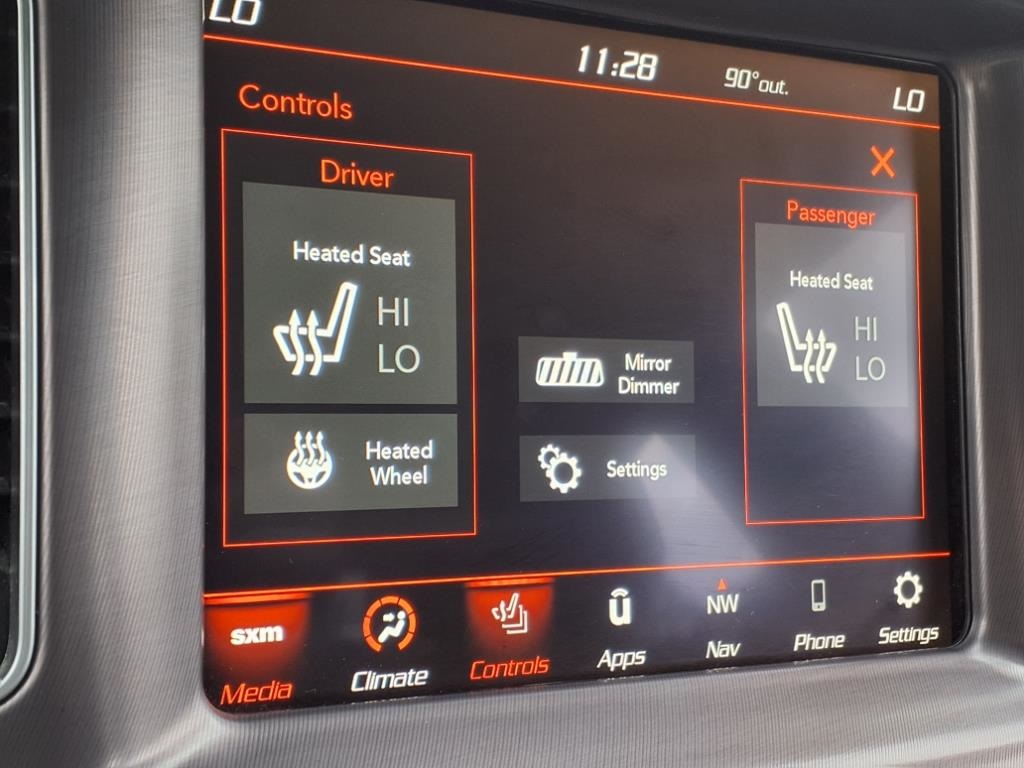 LO
11:28
90° out.
LO
Controls
X
Driver
Heated Seat
HI
LO
Heated
Wheel
Mirror
Dimmer
Settings
Passenger
Heated Seat
HI
LO
sxm
Media
Climate
Controls
u
Apps
NW
Nav
Phone
Settings